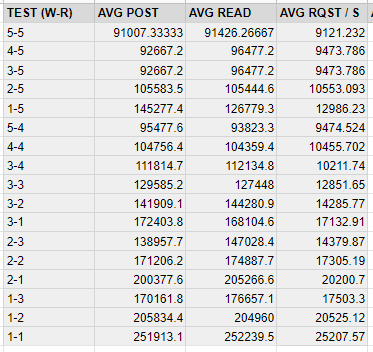 TEST (W-R) AVG POST AVG READ AVG RQST / S
5-5 91007.33333 91426.26667 9121.232
4-5 92667.2 96477.2 9473.786
3-5 92667.2 96477.2 9473.786
2-5 105583.5 105444.6 10553.093
1-5 145277.4 126779.3 12986.23
5-4 95477.6 93823.3 9474.524
4-4 104756.4 104359.4 10455.702
3-4 111814.7 112134.8 10211.74
3-3 129585.2 127448 12851.65
3-2 141909.1 144280.9 14285.77
3-1 172403.8 168104.6 17132.91
2-3 138957.7 147028.4 14379.87
2-2 171206.2 174887.7 17305.19
2-1 200377.6 205266.6 20200.7
1-3 170161.8 176657.1 17503.3
1-2 205834.4 204960 20525.12
1-1 251913.1 252239.5 25207.57